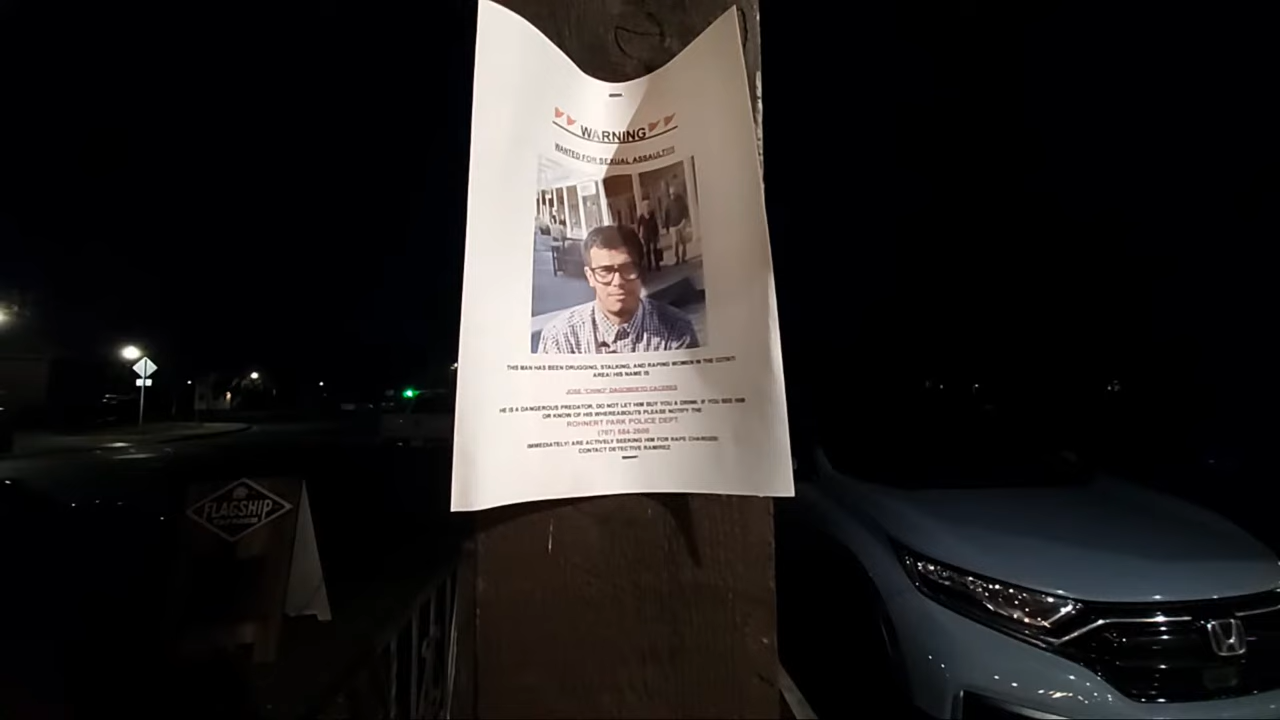 WARNING
WANTED FOR SEXUAL ASSAULT!!!!
THIS MAN HAS BEEN DRUGGING, STALKING, AND RAPING WOMEN IN THE COTATI
AREA! HIS NAME IS
JOSE "CHINO" DAGOBERTO CACERES
HE IS A DANGEROUS PREDATOR, DO NOT LET HIM BUY YOU A DRINK. IF YOU SEE HIM
OR KNOW OF HIS WHEREABOUTS PLEASE NOTIFY THE
ROHNERT PARK POLICE DEPT.
(707) 584-2600
IMMEDIATELY! ARE ACTIVELY SEEKING HIM FOR RAPE CHARGES!
CONTACT DETECTIVE RAMIREZ
FLAGSHIP
TAPROOM